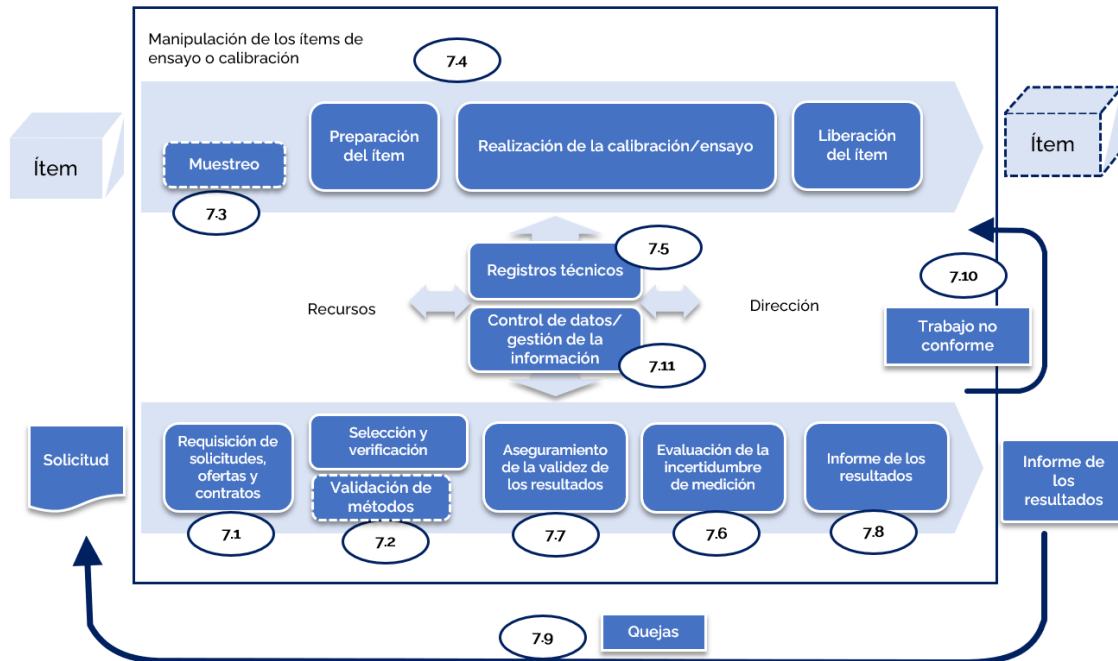 Manipulación de los ítems de
ensayo o calibración
7.4
Ítem
Muestreo
7.3
Preparación
del ítem
Realización de la calibración/ensayo
Liberación
del ítem
Ítem
7.5
Registros técnicos
Recursos
Dirección
Control de datos/
gestión de la
información
7.11
7.10
Trabajo no
conforme
Solicitud
Requisición de
solicitudes,
ofertas y
contratos
7.1
Selección y
verificación
Validación de
métodos
7.2
Aseguramiento
de la validez de
los resultados
7.7
Evaluación de la
incertidumbre
de medición
7.6
Informe de los
resultados
7.8
Informe de
los
resultados
7.9
Quejas